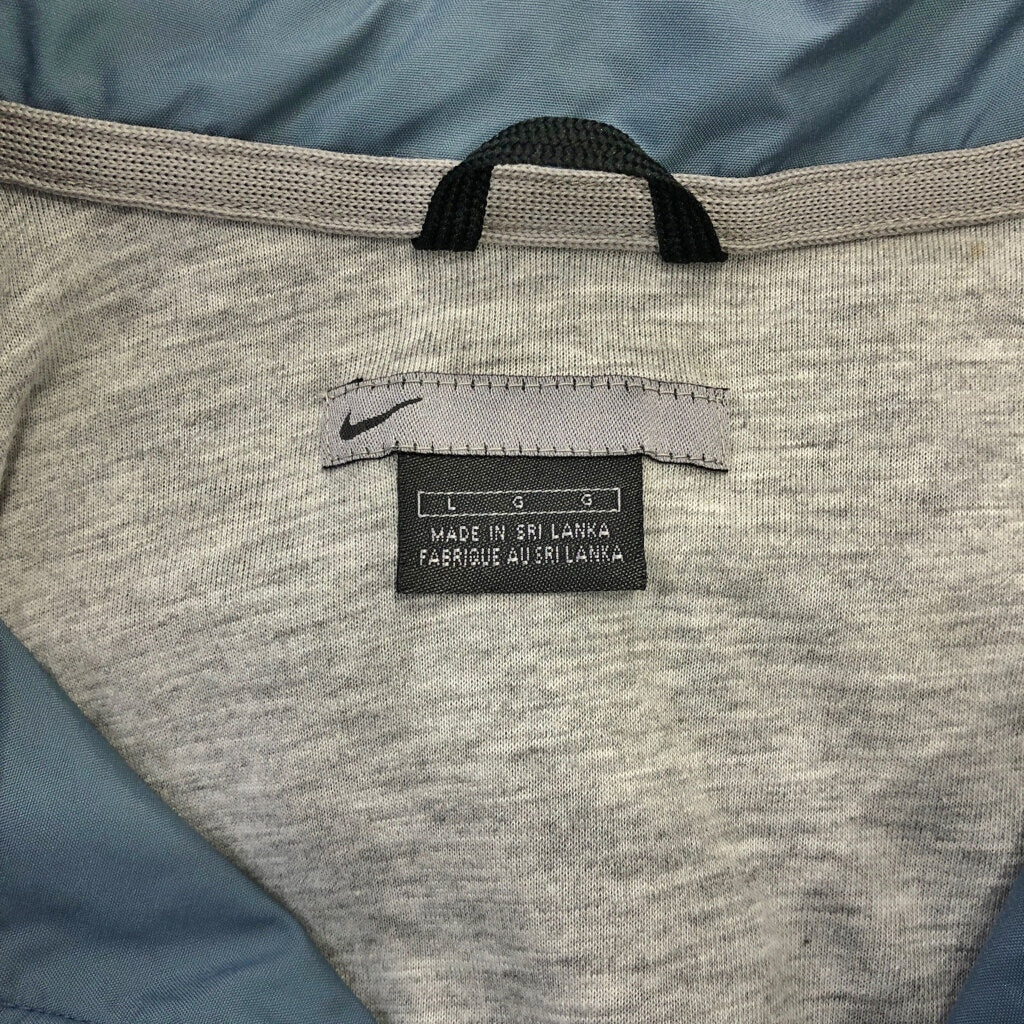 L G G
MADE IN SRI LANKA
FABRIQUE AU SRI LANKA